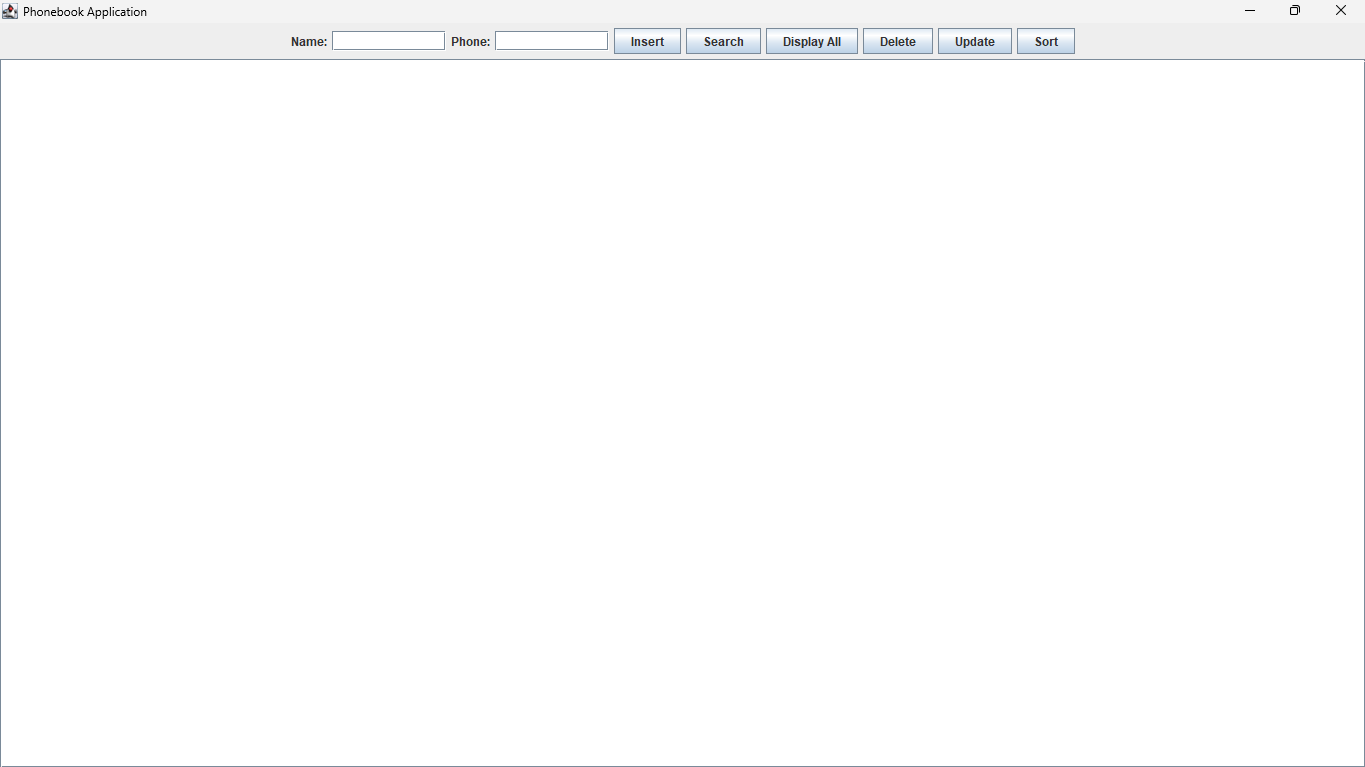 Phonebook Application
Name: Phone: Insert Search Display All Delete Update Sort